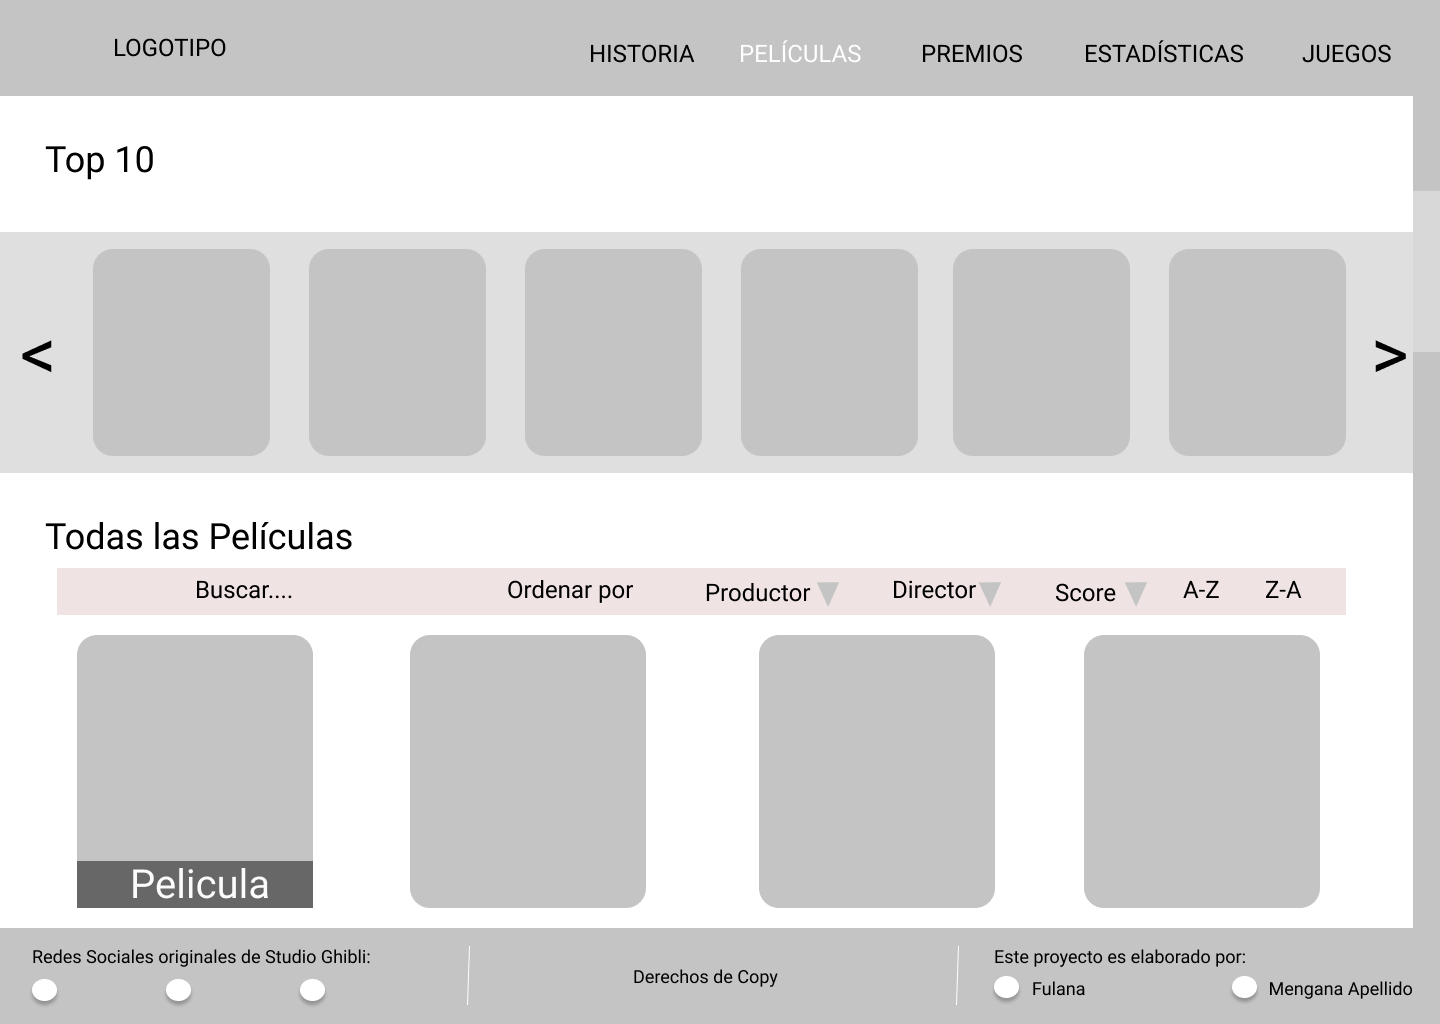 LOGOTIPO
HISTORIA PELÍCULAS PREMIOS ESTADÍSTICAS JUEGOS
Top 10
< >
Todas las Películas
Buscar.... Ordenar por Productor Director Score A-Z Z-A
Pelicula
Redes Sociales originales de Studio Ghibli:
Derechos de Copy
Este proyecto es elaborado por:
Fulana Mengana Apellido